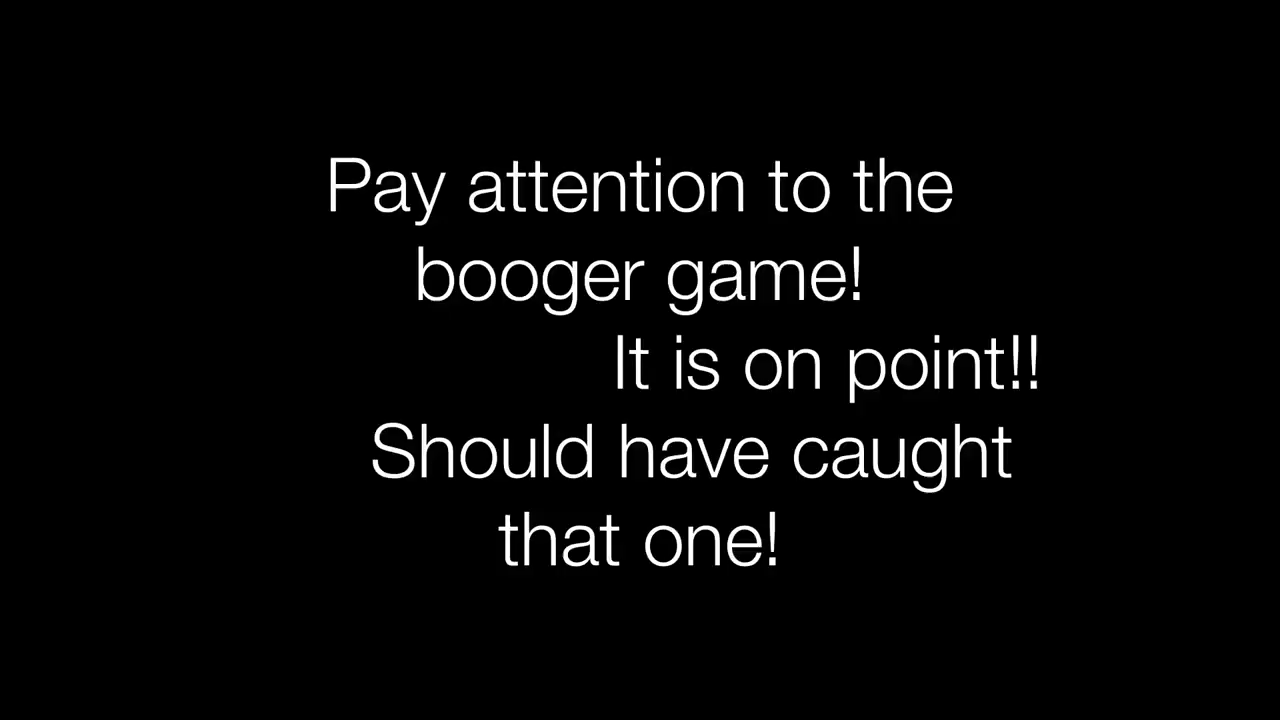 Pay attention to the
booger game!
It is on point!!
Should have caught
that one!